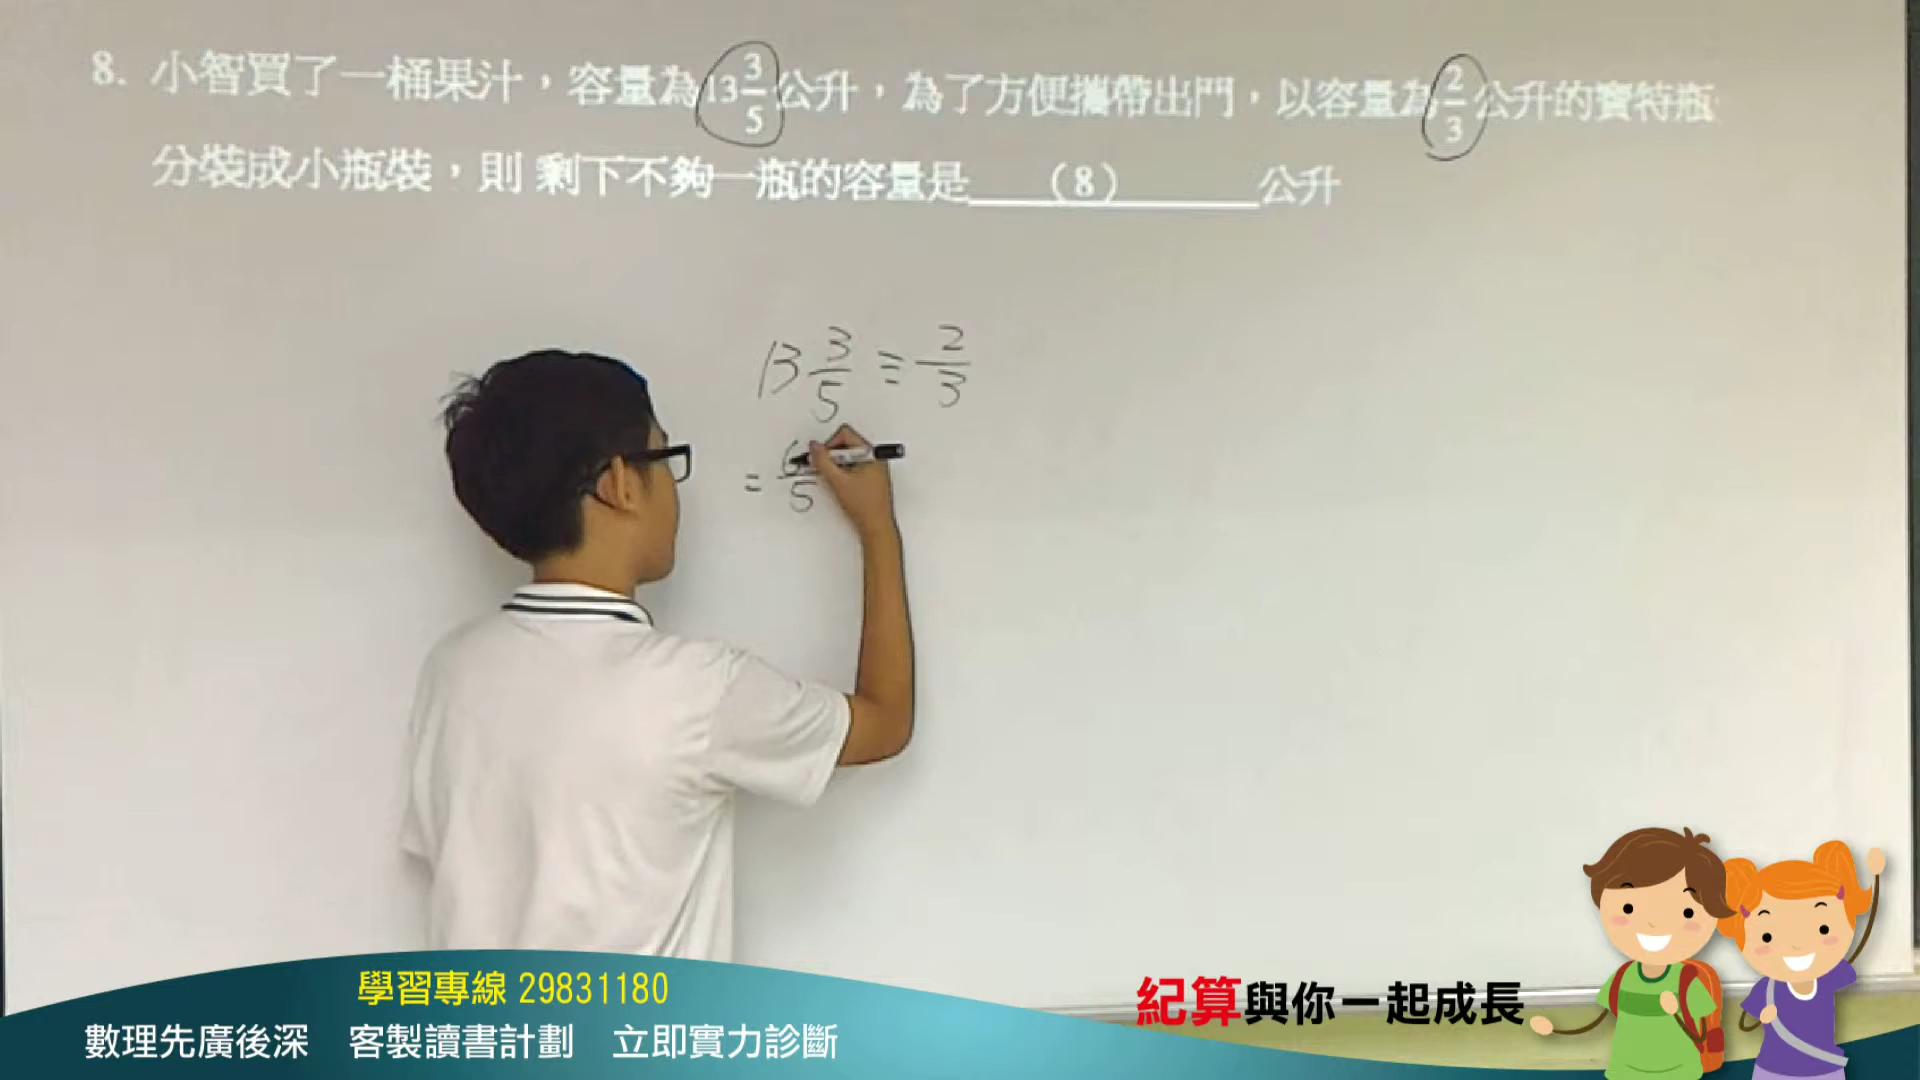 8. 小智買了一桶果汁，容量為13 3/5公升，為了方便攜帶出門，以容量為2/3公升的寶特瓶
分裝成小瓶裝，則 剩下不夠一瓶的容量是 (8) 公升
13 3/5 ÷ 2/3
= 6 /5
學習專線 29831180
數理先廣後深 客製讀書計劃 立即實力診斷
紀算與你一起成長